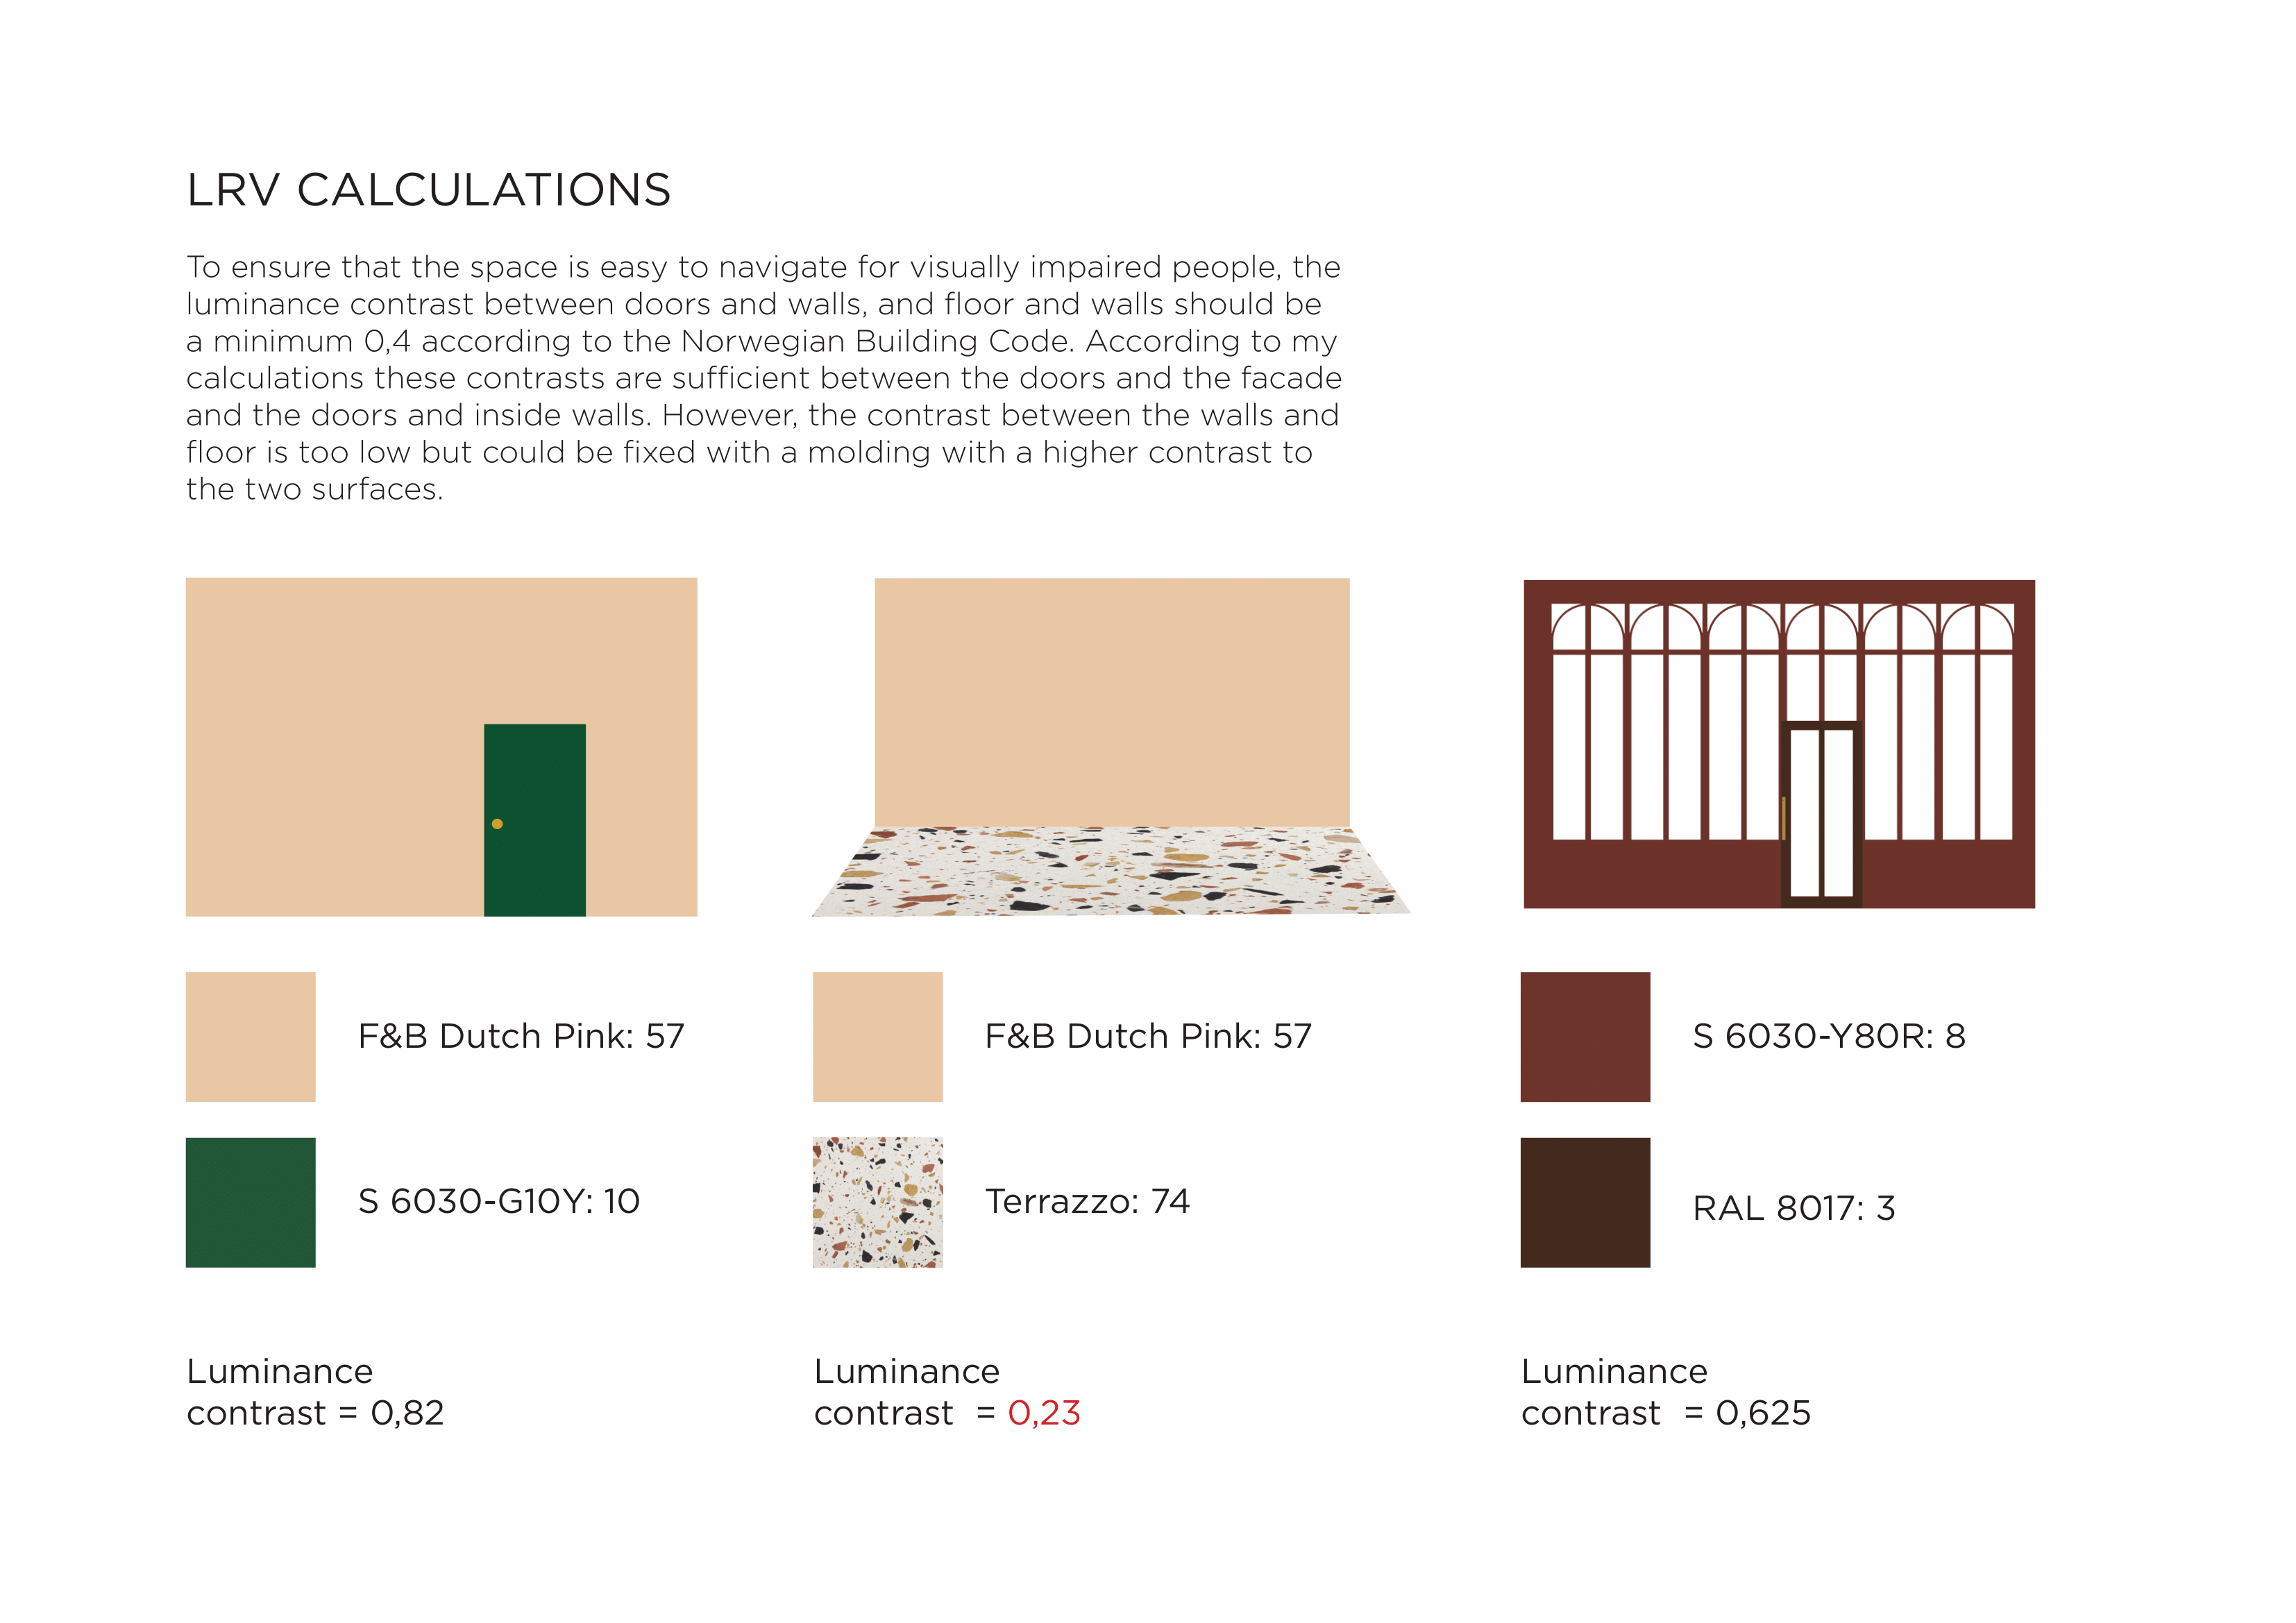 LRV CALCULATIONS
To ensure that the space is easy to navigate for visually impaired people, the
luminance contrast between doors and walls, and floor and walls should be
a minimum 0,4 according to the Norwegian Building Code. According to my
calculations these contrasts are sufficient between the doors and the facade
and the doors and inside walls. However, the contrast between the walls and
floor is too low but could be fixed with a molding with a higher contrast to
the two surfaces.
F&B Dutch Pink: 57
S 6030-G10Y: 10
Luminance
contrast = 0,82
F&B Dutch Pink: 57
Terrazzo: 74
Luminance
contrast = 0,23
S 6030-Y80R: 8
RAL 8017: 3
Luminance
contrast = 0,625